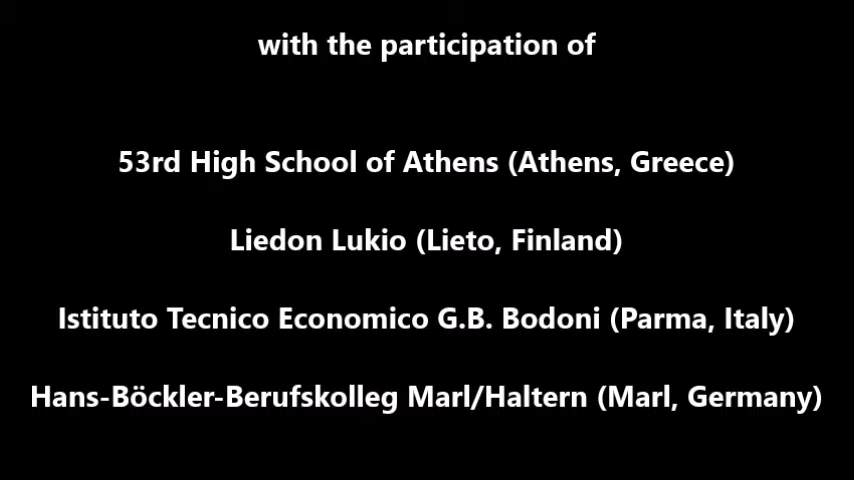 with the participation of
53rd High School of Athens (Athens, Greece)
Liedon Lukio (Lieto, Finland)
Istituto Tecnico Economico G.B. Bodoni (Parma, Italy)
Hans-Böckler-Berufskolleg Marl/Haltern (Marl, Germany)